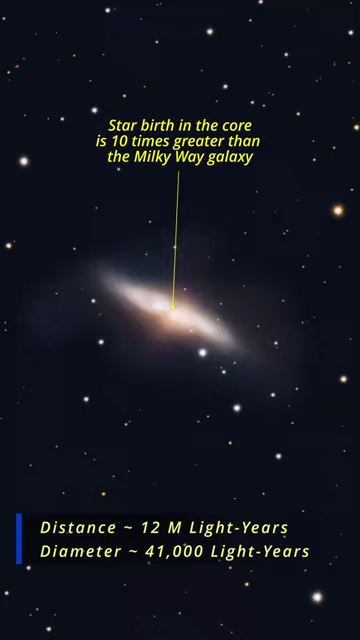 Star birth in the core
is 10 times greater than
the Milky Way galaxy
Distance ~ 12 M Light-Years
Diameter ~ 41,000 Light-Years